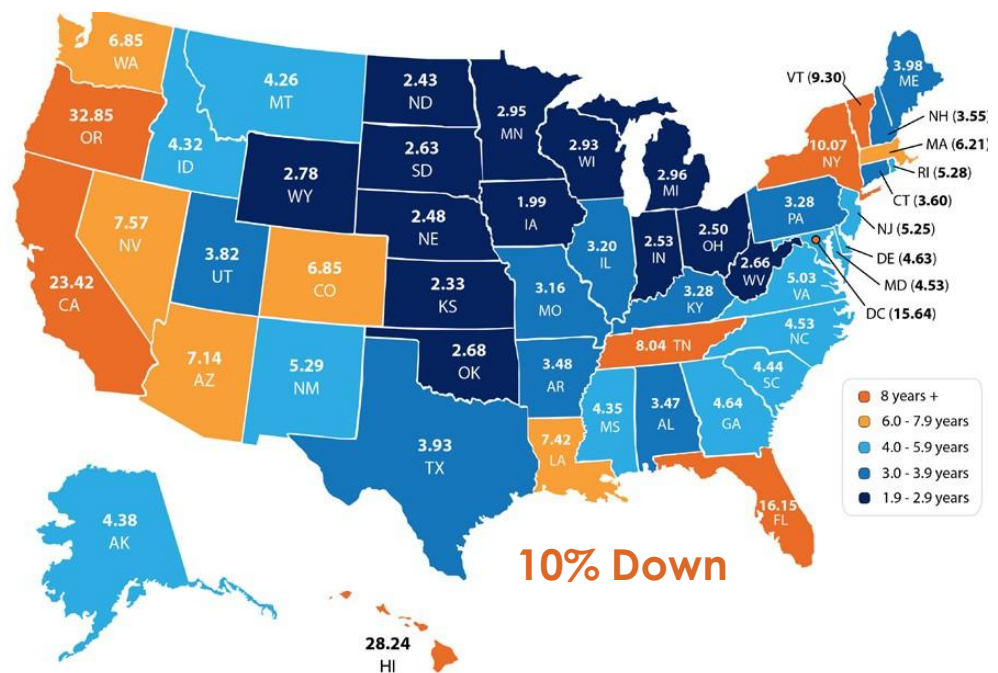 6.85
WA
32.85
OR
23.42
CA
7.57
NV
4.32
ID
4.26
MT
2.78
WY
3.82
UT
6.85
CO
7.14
AZ
5.29
NM
2.43
ND
2.63
SD
2.48
NE
2.33
KS
2.68
OK
3.93
TX
2.95
MN
1.99
IA
3.16
MO
3.48
AR
7.42
LA
2.93
WI
3.20
IL
2.96
MI
2.53
IN
2.50
OH
3.28
KY
8.04 TN
4.35
MS
3.47
AL
4.64
GA
16.15
FL
4.44
SC
4.53
NC
5.03
VA
2.66
WV
3.28
PA
10.07
NY
3.98
ME
VT (9.30)
NH (3.55)
MA (6.21)
RI (5.28)
CT (3.60)
NJ (5.25)
DE (4.63)
MD (4.53)
DC (15.64)
8 years +
6.0 - 7.9 years
4.0 - 5.9 years
3.0 - 3.9 years
1.9 - 2.9 years
4.38
AK
28.24
HI
10% Down